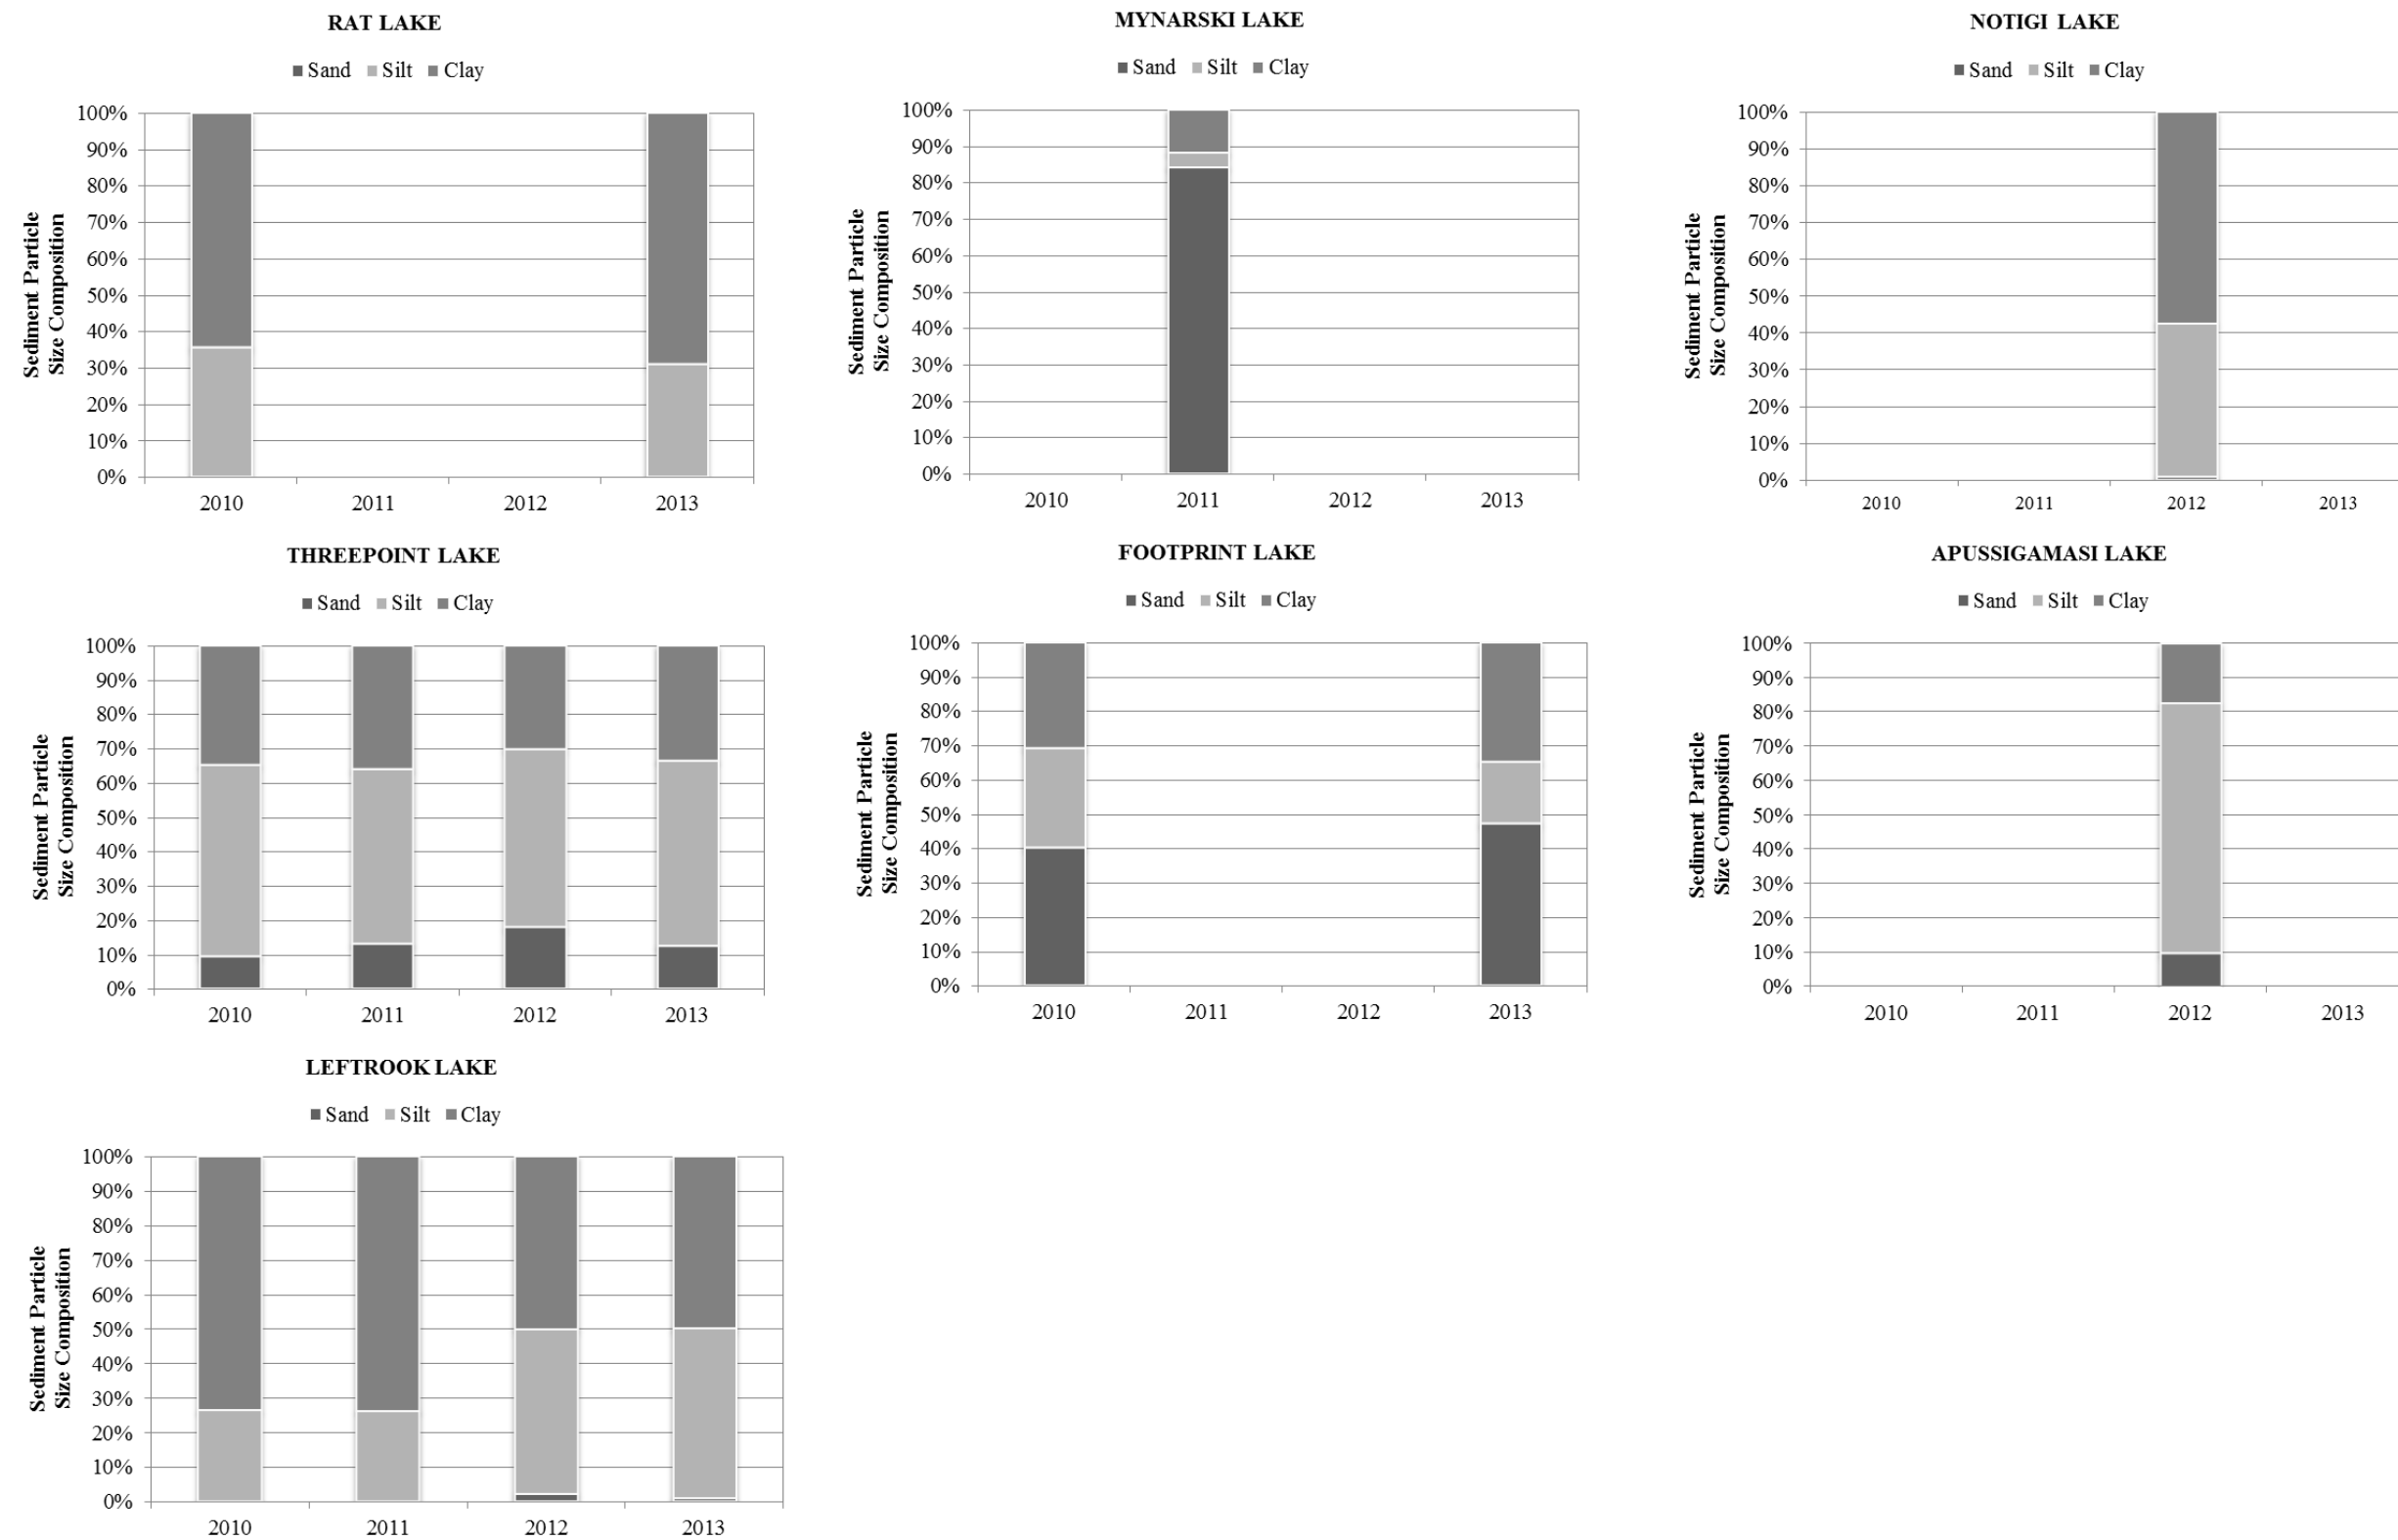 RAT LAKE
Sand Silt Clay
100%
90%
80%
70%
60%
50%
40%
30%
20%
10%
0%
2010 2011 2012 2013
Sediment Particle
Size Composition
MYNARSKI LAKE
Sand Silt Clay
100%
90%
80%
70%
60%
50%
40%
30%
20%
10%
0%
2010 2011 2012 2013
Sediment Particle
Size Composition
NOTIGI LAKE
Sand Silt Clay
100%
90%
80%
70%
60%
50%
40%
30%
20%
10%
0%
2010 2011 2012 2013
Sediment Particle
Size Composition
THREEPOINT LAKE
Sand Silt Clay
100%
90%
80%
70%
60%
50%
40%
30%
20%
10%
0%
2010 2011 2012 2013
Sediment Particle
Size Composition
FOOTPRINT LAKE
Sand Silt Clay
100%
90%
80%
70%
60%
50%
40%
30%
20%
10%
0%
2010 2011 2012 2013
Sediment Particle
Size Composition
APUSSIGAMASI LAKE
Sand Silt Clay
100%
90%
80%
70%
60%
50%
40%
30%
20%
10%
0%
2010 2011 2012 2013
Sediment Particle
Size Composition
LEFTROOK LAKE
Sand Silt Clay
100%
90%
80%
70%
60%
50%
40%
30%
20%
10%
0%
2010 2011 2012 2013
Sediment Particle
Size Composition